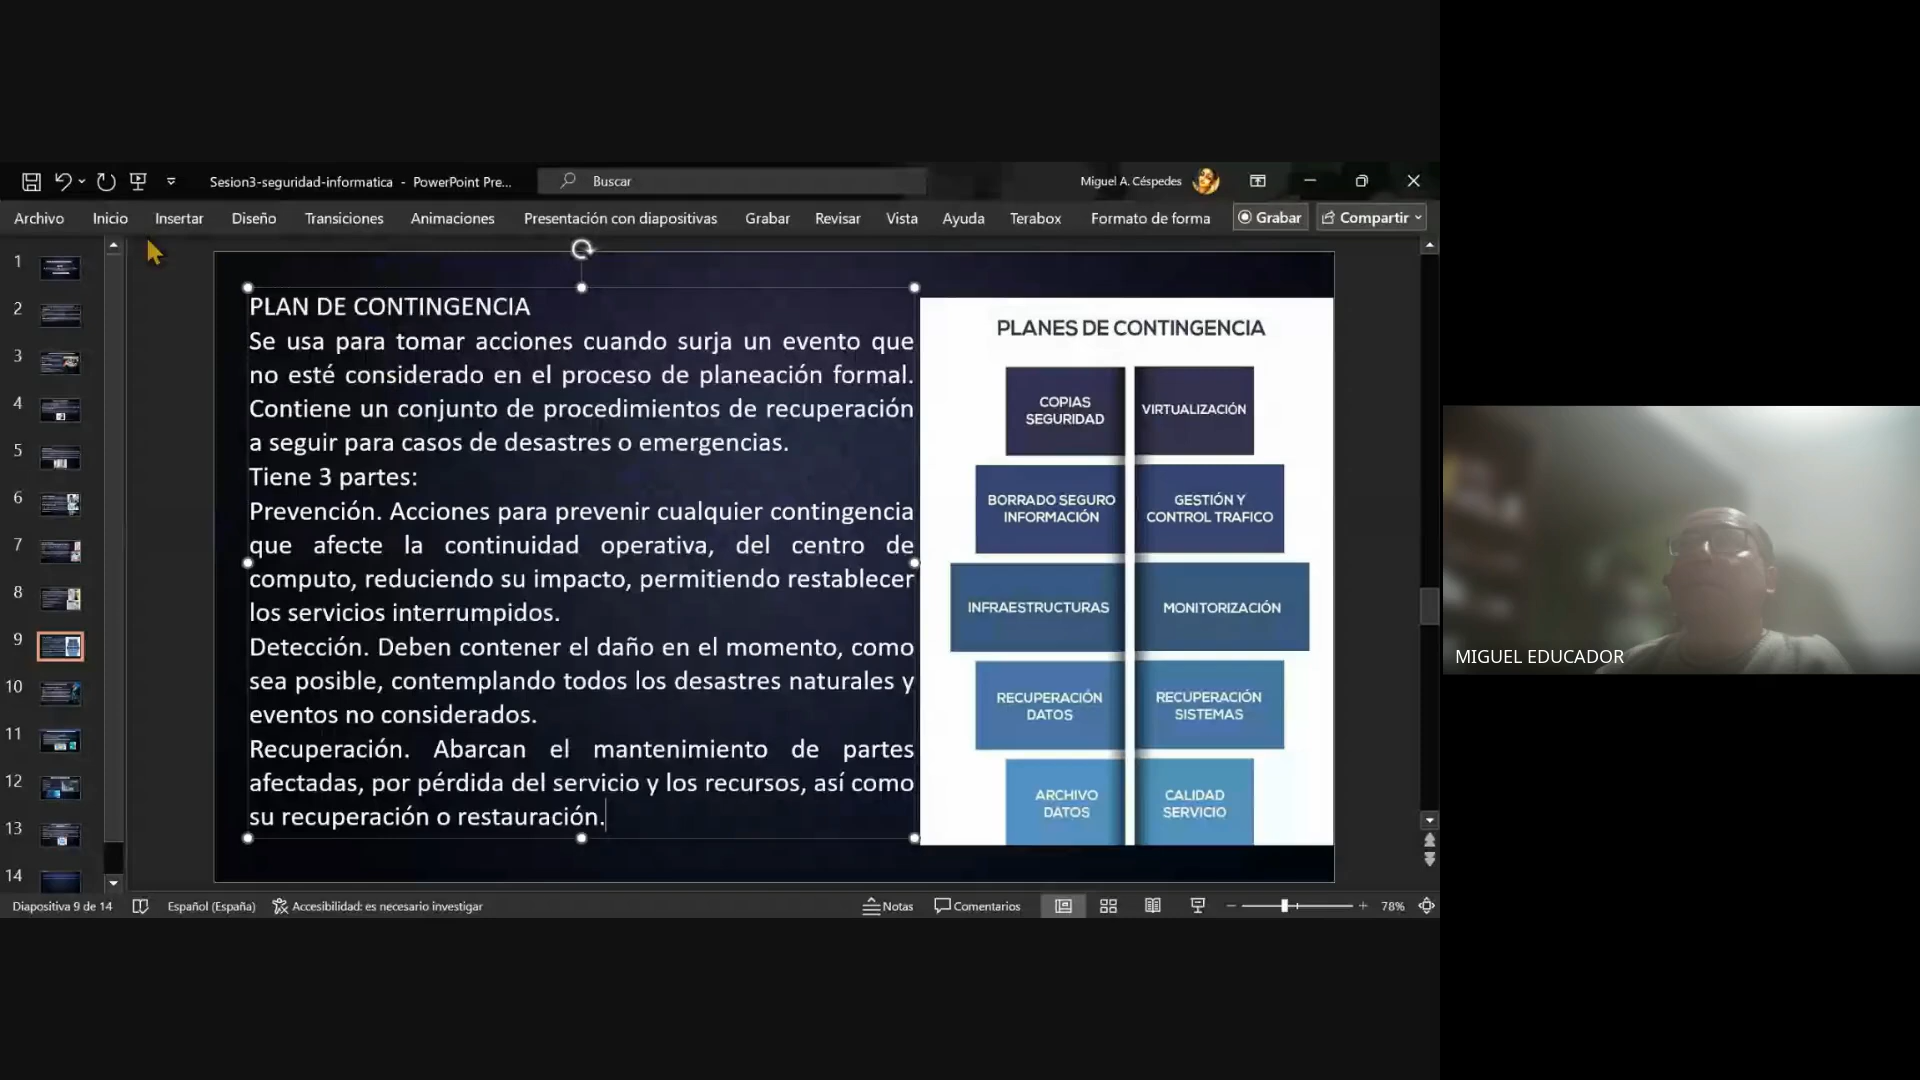 Sesion3-seguridad-informatica - PowerPoint Pre...
Buscar
Miguel A. Céspedes
Archivo Inicio Insertar Diseño Transiciones Animaciones Presentación con diapositivas Grabar Revisar Vista Ayuda Terabox Formato de forma Grabar Compartir
1
2
3
4
5
6
7
8
9
10
11
12
13
14
PLAN DE CONTINGENCIA
Se usa para tomar acciones cuando surja un evento que
no esté considerado en el proceso de planeación formal.
Contiene un conjunto de procedimientos de recuperación
a seguir para casos de desastres o emergencias.
Tiene 3 partes:
Prevención. Acciones para prevenir cualquier contingencia
que afecte la continuidad operativa, del centro de
computo, reduciendo su impacto, permitiendo restablecer
los servicios interrumpidos.
Detección. Deben contener el daño en el momento, como
sea posible, contemplando todos los desastres naturales y
eventos no considerados.
Recuperación. Abarcan el mantenimiento de partes
afectadas, por pérdida del servicio y los recursos, así como
su recuperación o restauración.
PLANES DE CONTINGENCIA
COPIAS
SEGURIDAD
VIRTUALIZACIÓN
BORRADO SEGURO
INFORMACIÓN
GESTIÓN Y
CONTROL TRAFICO
INFRAESTRUCTURAS
MONITORIZACIÓN
RECUPERACIÓN
DATOS
RECUPERACIÓN
SISTEMAS
ARCHIVO
DATOS
CALIDAD
SERVICIO
Diapositiva 9 de 14
Español (España)
Accesibilidad: es necesario investigar
Notas
Comentarios
78%
MIGUEL EDUCADOR